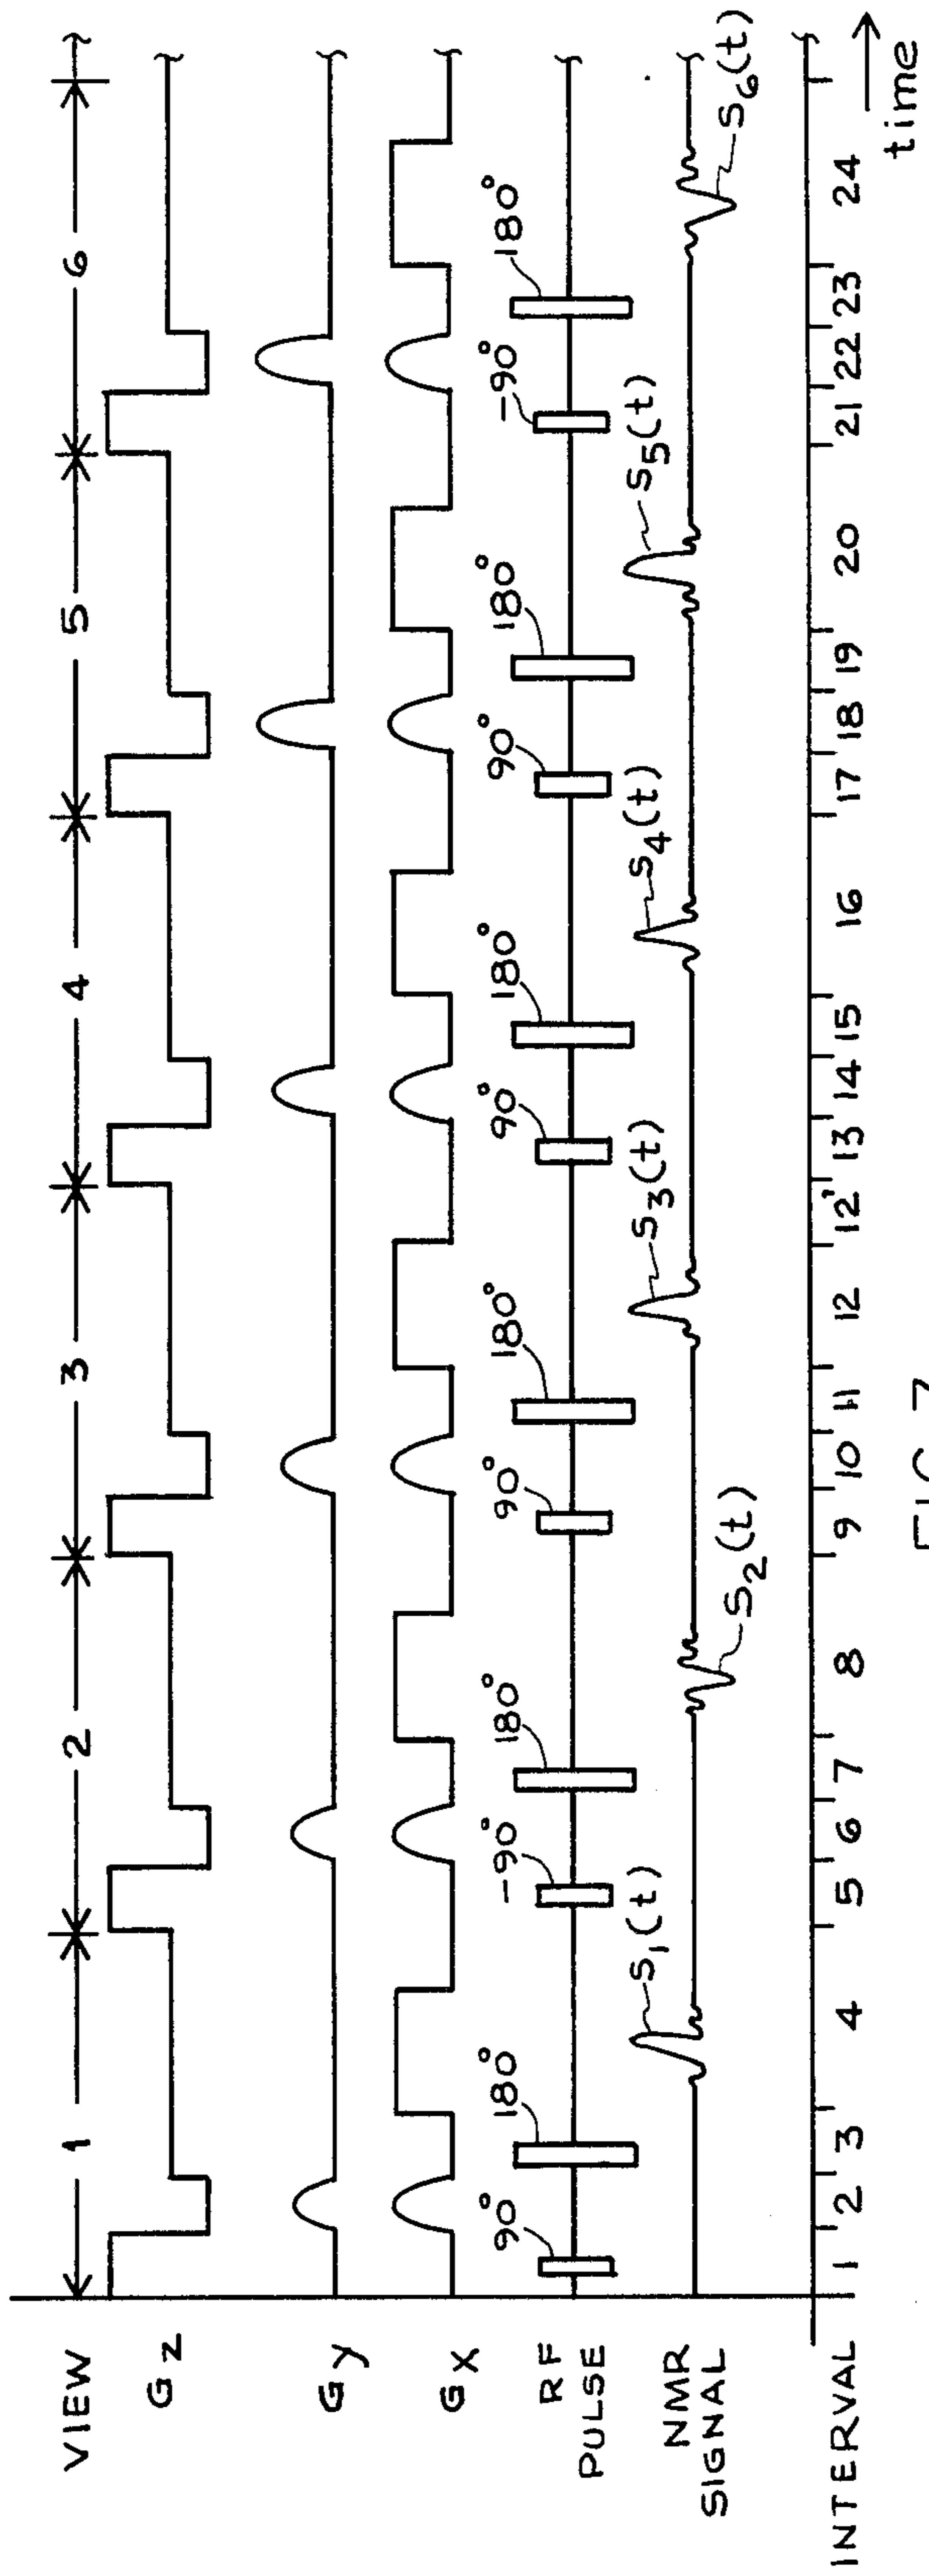 VIEW 1 2 3 4 5 6
Gz
Gy
Gx
RF PULSE 90° 180° -90° 180° 90° 180° 90° 180° 90° 180° -90° 180°
NMR SIGNAL S1(t) S2(t) S3(t) S4(t) S5(t) S6(t)
INTERVAL 1 2 3 4 5 6 7 8 9 10 11 12 12' 13 14 15 16 17 18 19 20 21 22 23 24
time